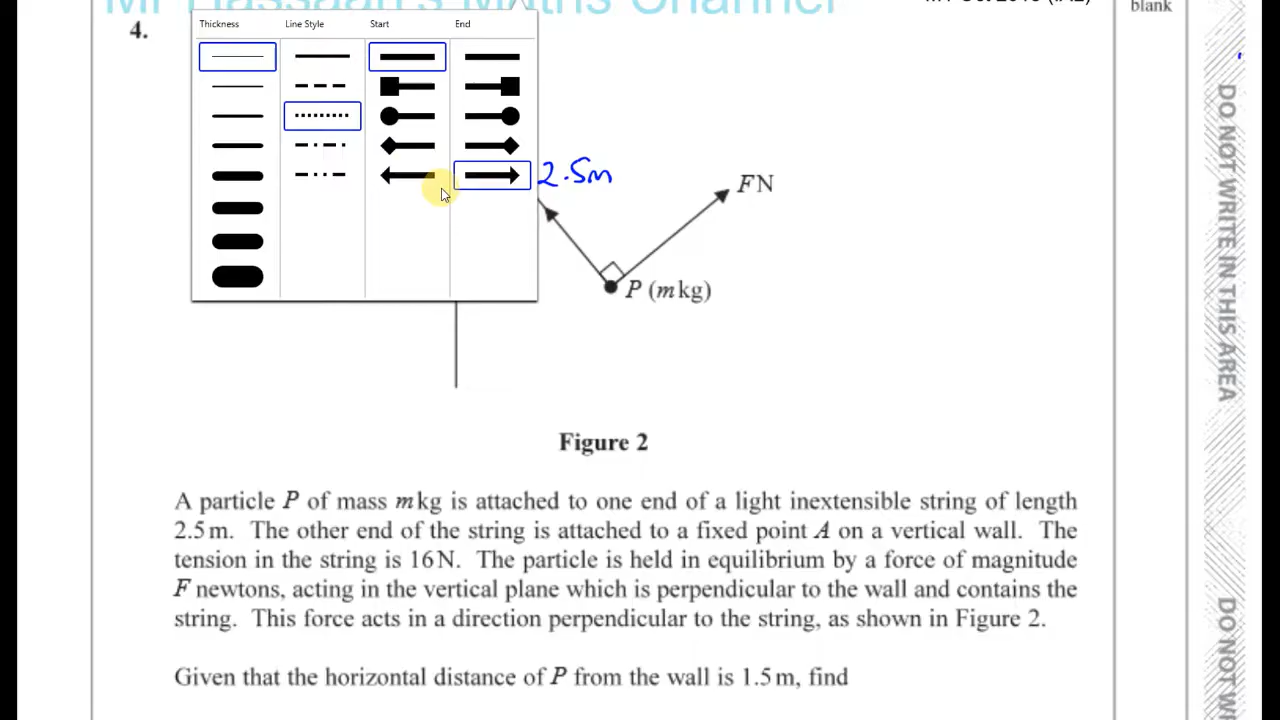 Mr Hassaan's Maths Channel
blank
4.
Thickness Line Style Start End
2.5m
FN
P (m kg)
Figure 2
A particle P of mass m kg is attached to one end of a light inextensible string of length
2.5 m. The other end of the string is attached to a fixed point A on a vertical wall. The
tension in the string is 16 N. The particle is held in equilibrium by a force of magnitude
F newtons, acting in the vertical plane which is perpendicular to the wall and contains the
string. This force acts in a direction perpendicular to the string, as shown in Figure 2.
Given that the horizontal distance of P from the wall is 1.5 m, find
DO NOT WRITE IN THIS AREA
DO NOT